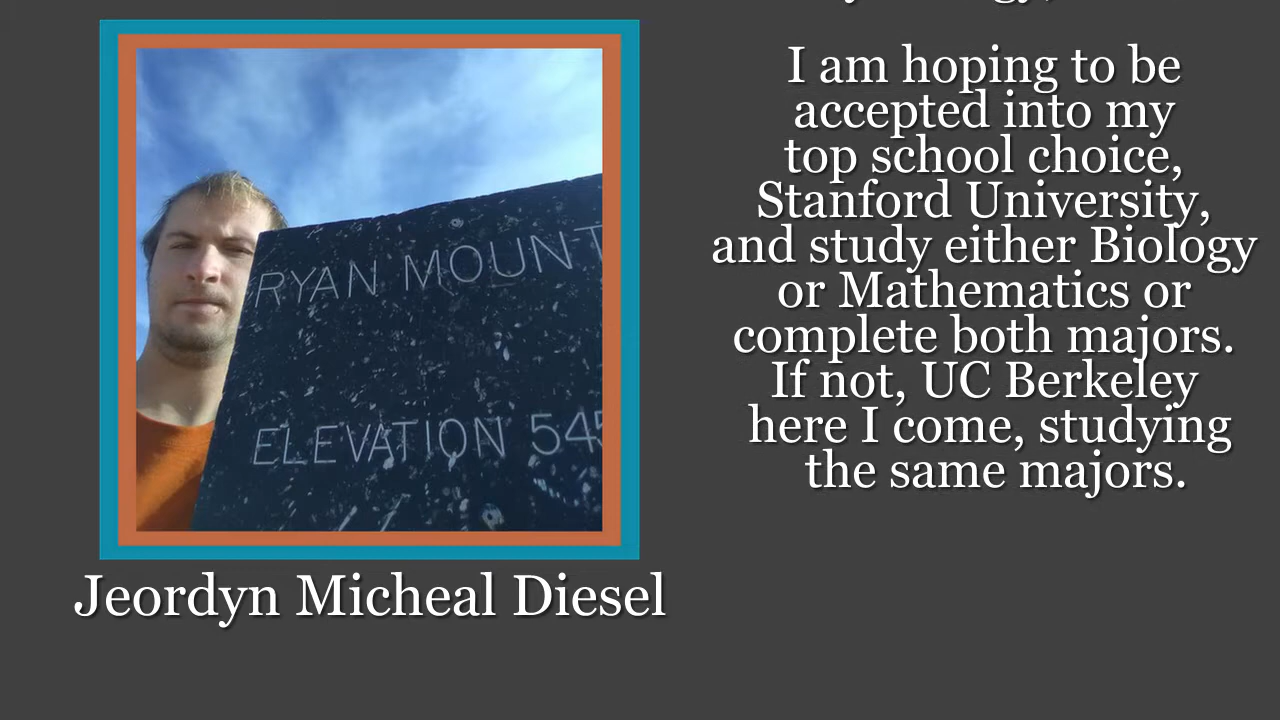 I am hoping to be
accepted into my
top school choice,
Stanford University,
and study either Biology
or Mathematics or
complete both majors.
If not, UC Berkeley
here I come, studying
the same majors.
RYAN MOUNT
ELEVATION 545
Jeordyn Micheal Diesel